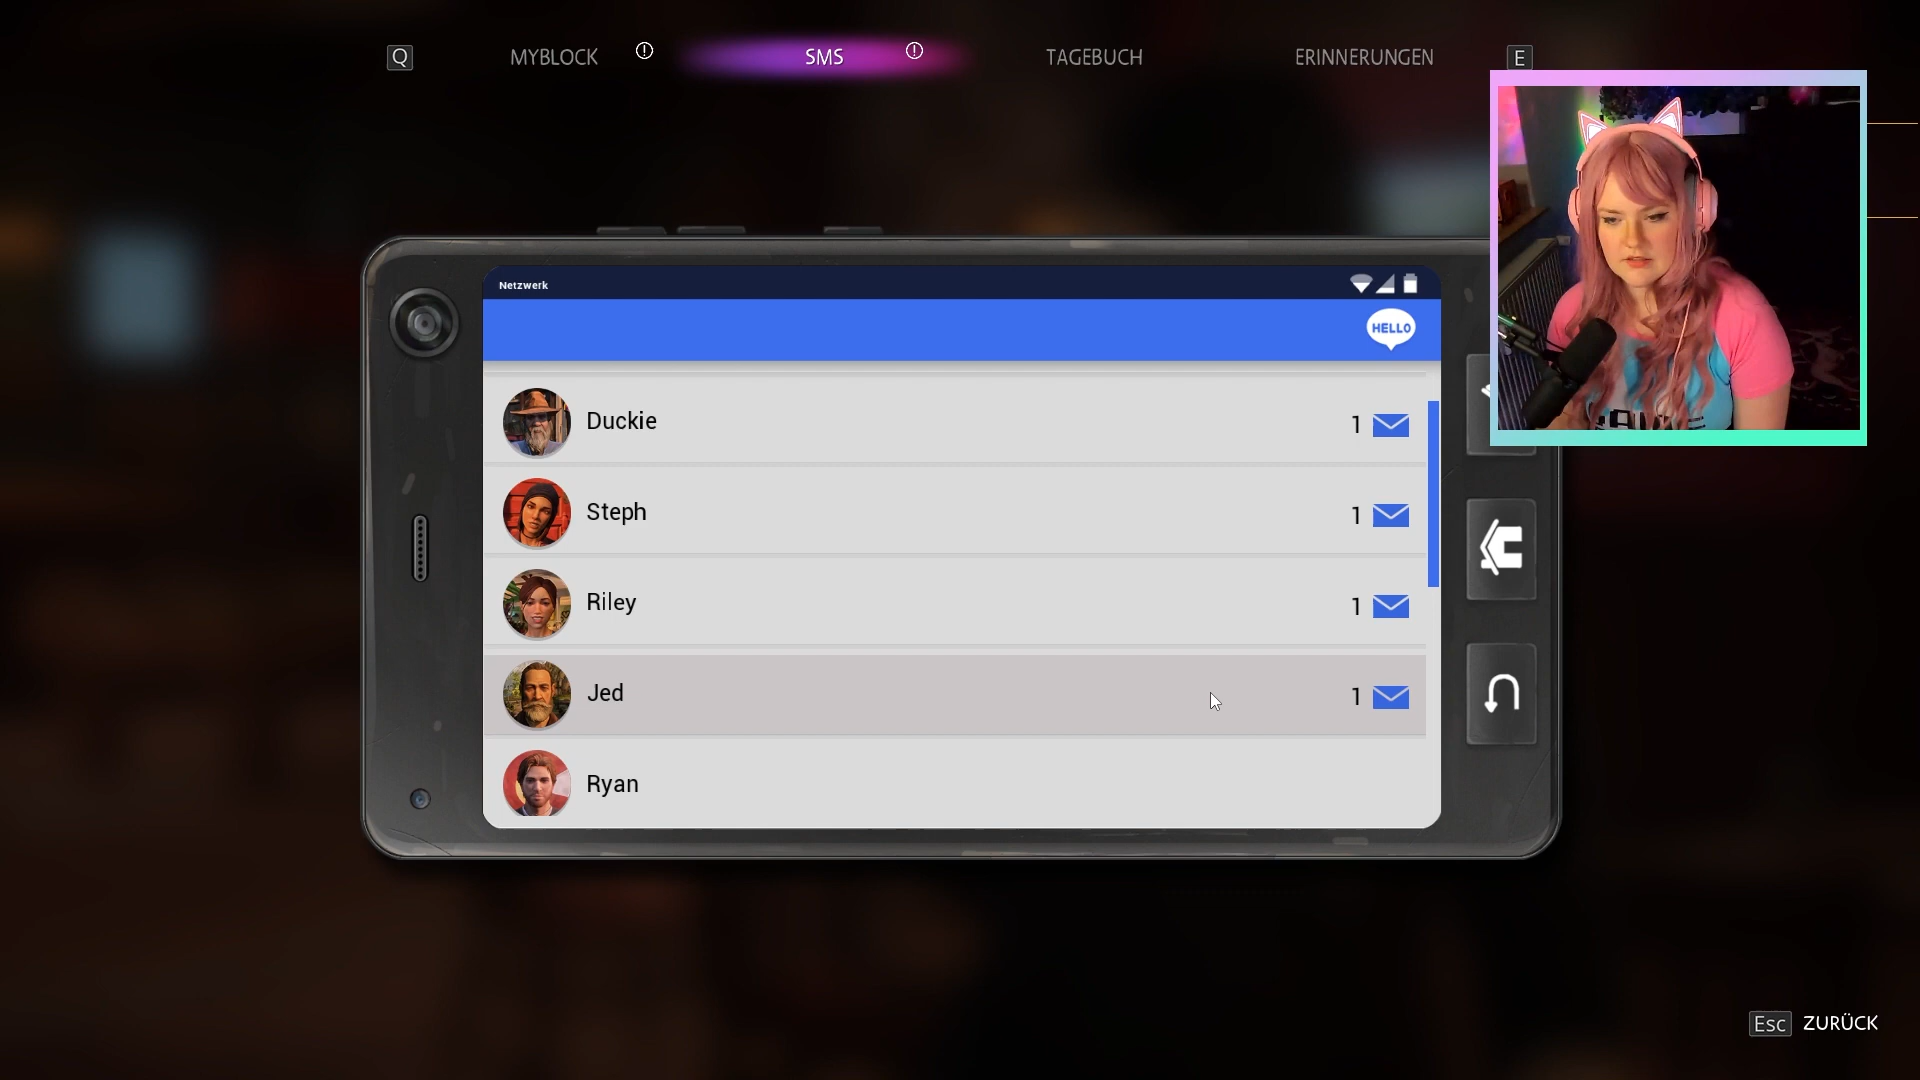 Q MYBLOCK ! SMS ! TAGEBUCH ERINNERUNGEN E
Netzwerk
HELLO
Duckie 1
Steph 1
Riley 1
Jed 1
Ryan
Esc ZURÜCK